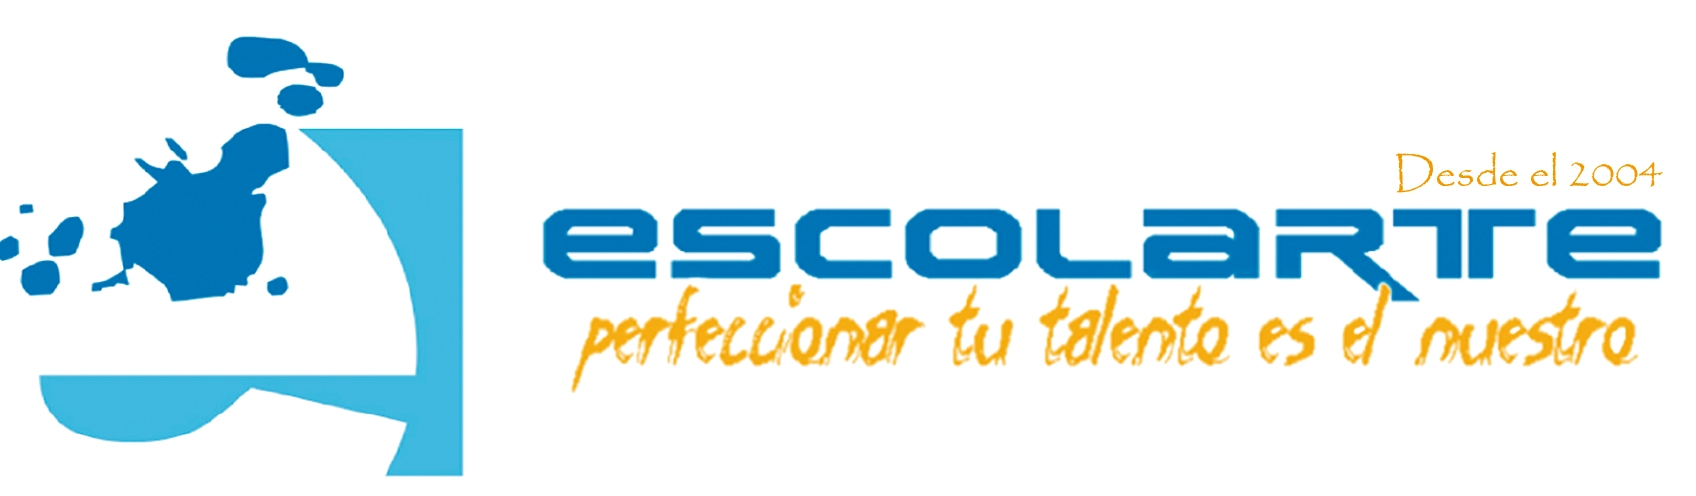 Desde el 2004
escolarte
perfeccionar tu talento es el nuestro